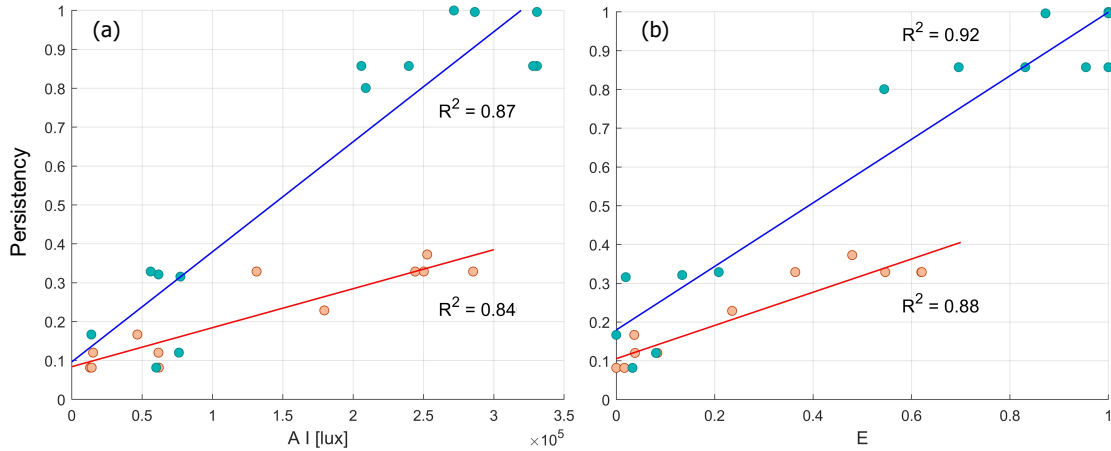 Persistency
(a)
1
0.9
0.8
0.7
0.6
0.5
0.4
0.3
0.2
0.1
0
R² = 0.87
R² = 0.84
0 0.5 1 1.5 2 2.5 3 3.5
A I [lux]
×10⁵
(b)
1
0.9
0.8
0.7
0.6
0.5
0.4
0.3
0.2
0.1
0
R² = 0.92
R² = 0.88
0 0.2 0.4 0.6 0.8 1
E